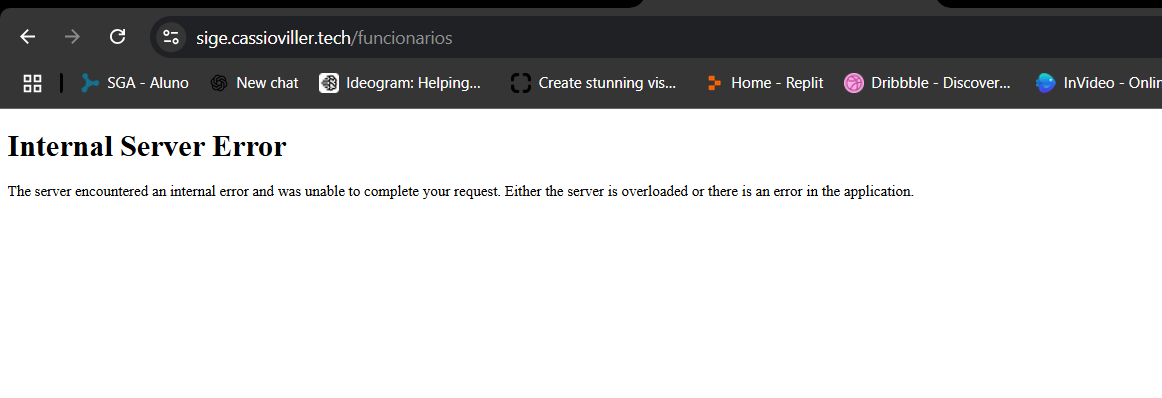 sige.cassioviller.tech/funcionarios
SGA - Aluno New chat Ideogram: Helping... Create stunning vis... Home - Replit Dribbble - Discover... InVideo - Onlin
Internal Server Error
The server encountered an internal error and was unable to complete your request. Either the server is overloaded or there is an error in the application.